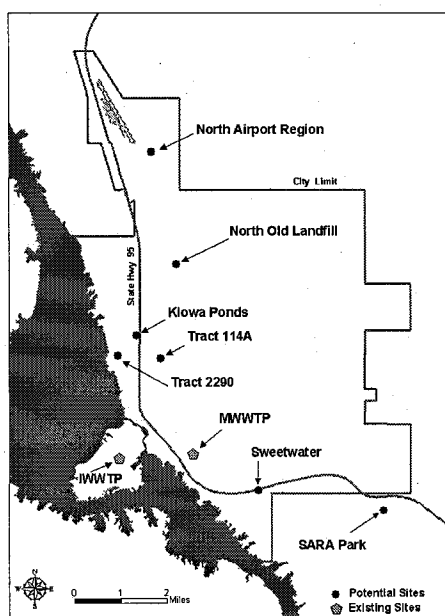 North Airport Region
City Limit
North Old Landfill
State Hwy 95
Kiowa Ponds
Tract 114A
Tract 2290
MWWTP
IWWTP
Sweetwater
SARA Park
0 1 2
Miles
Potential Sites
Existing Sites